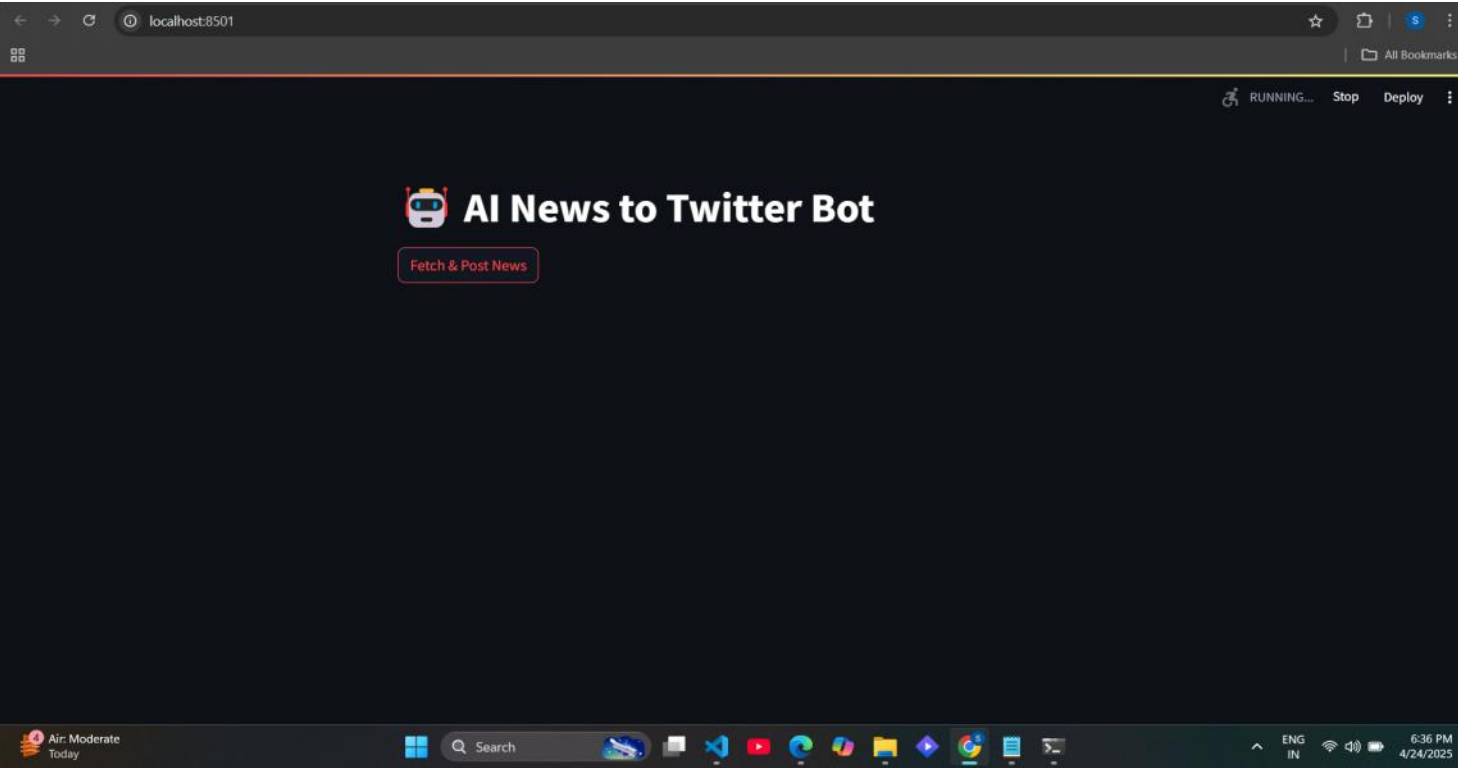 localhost:8501
S
All Bookmarks
RUNNING... Stop Deploy
AI News to Twitter Bot
Fetch & Post News
4
Air: Moderate
Today
Search
S
ENG
IN
6:36 PM
4/24/2025